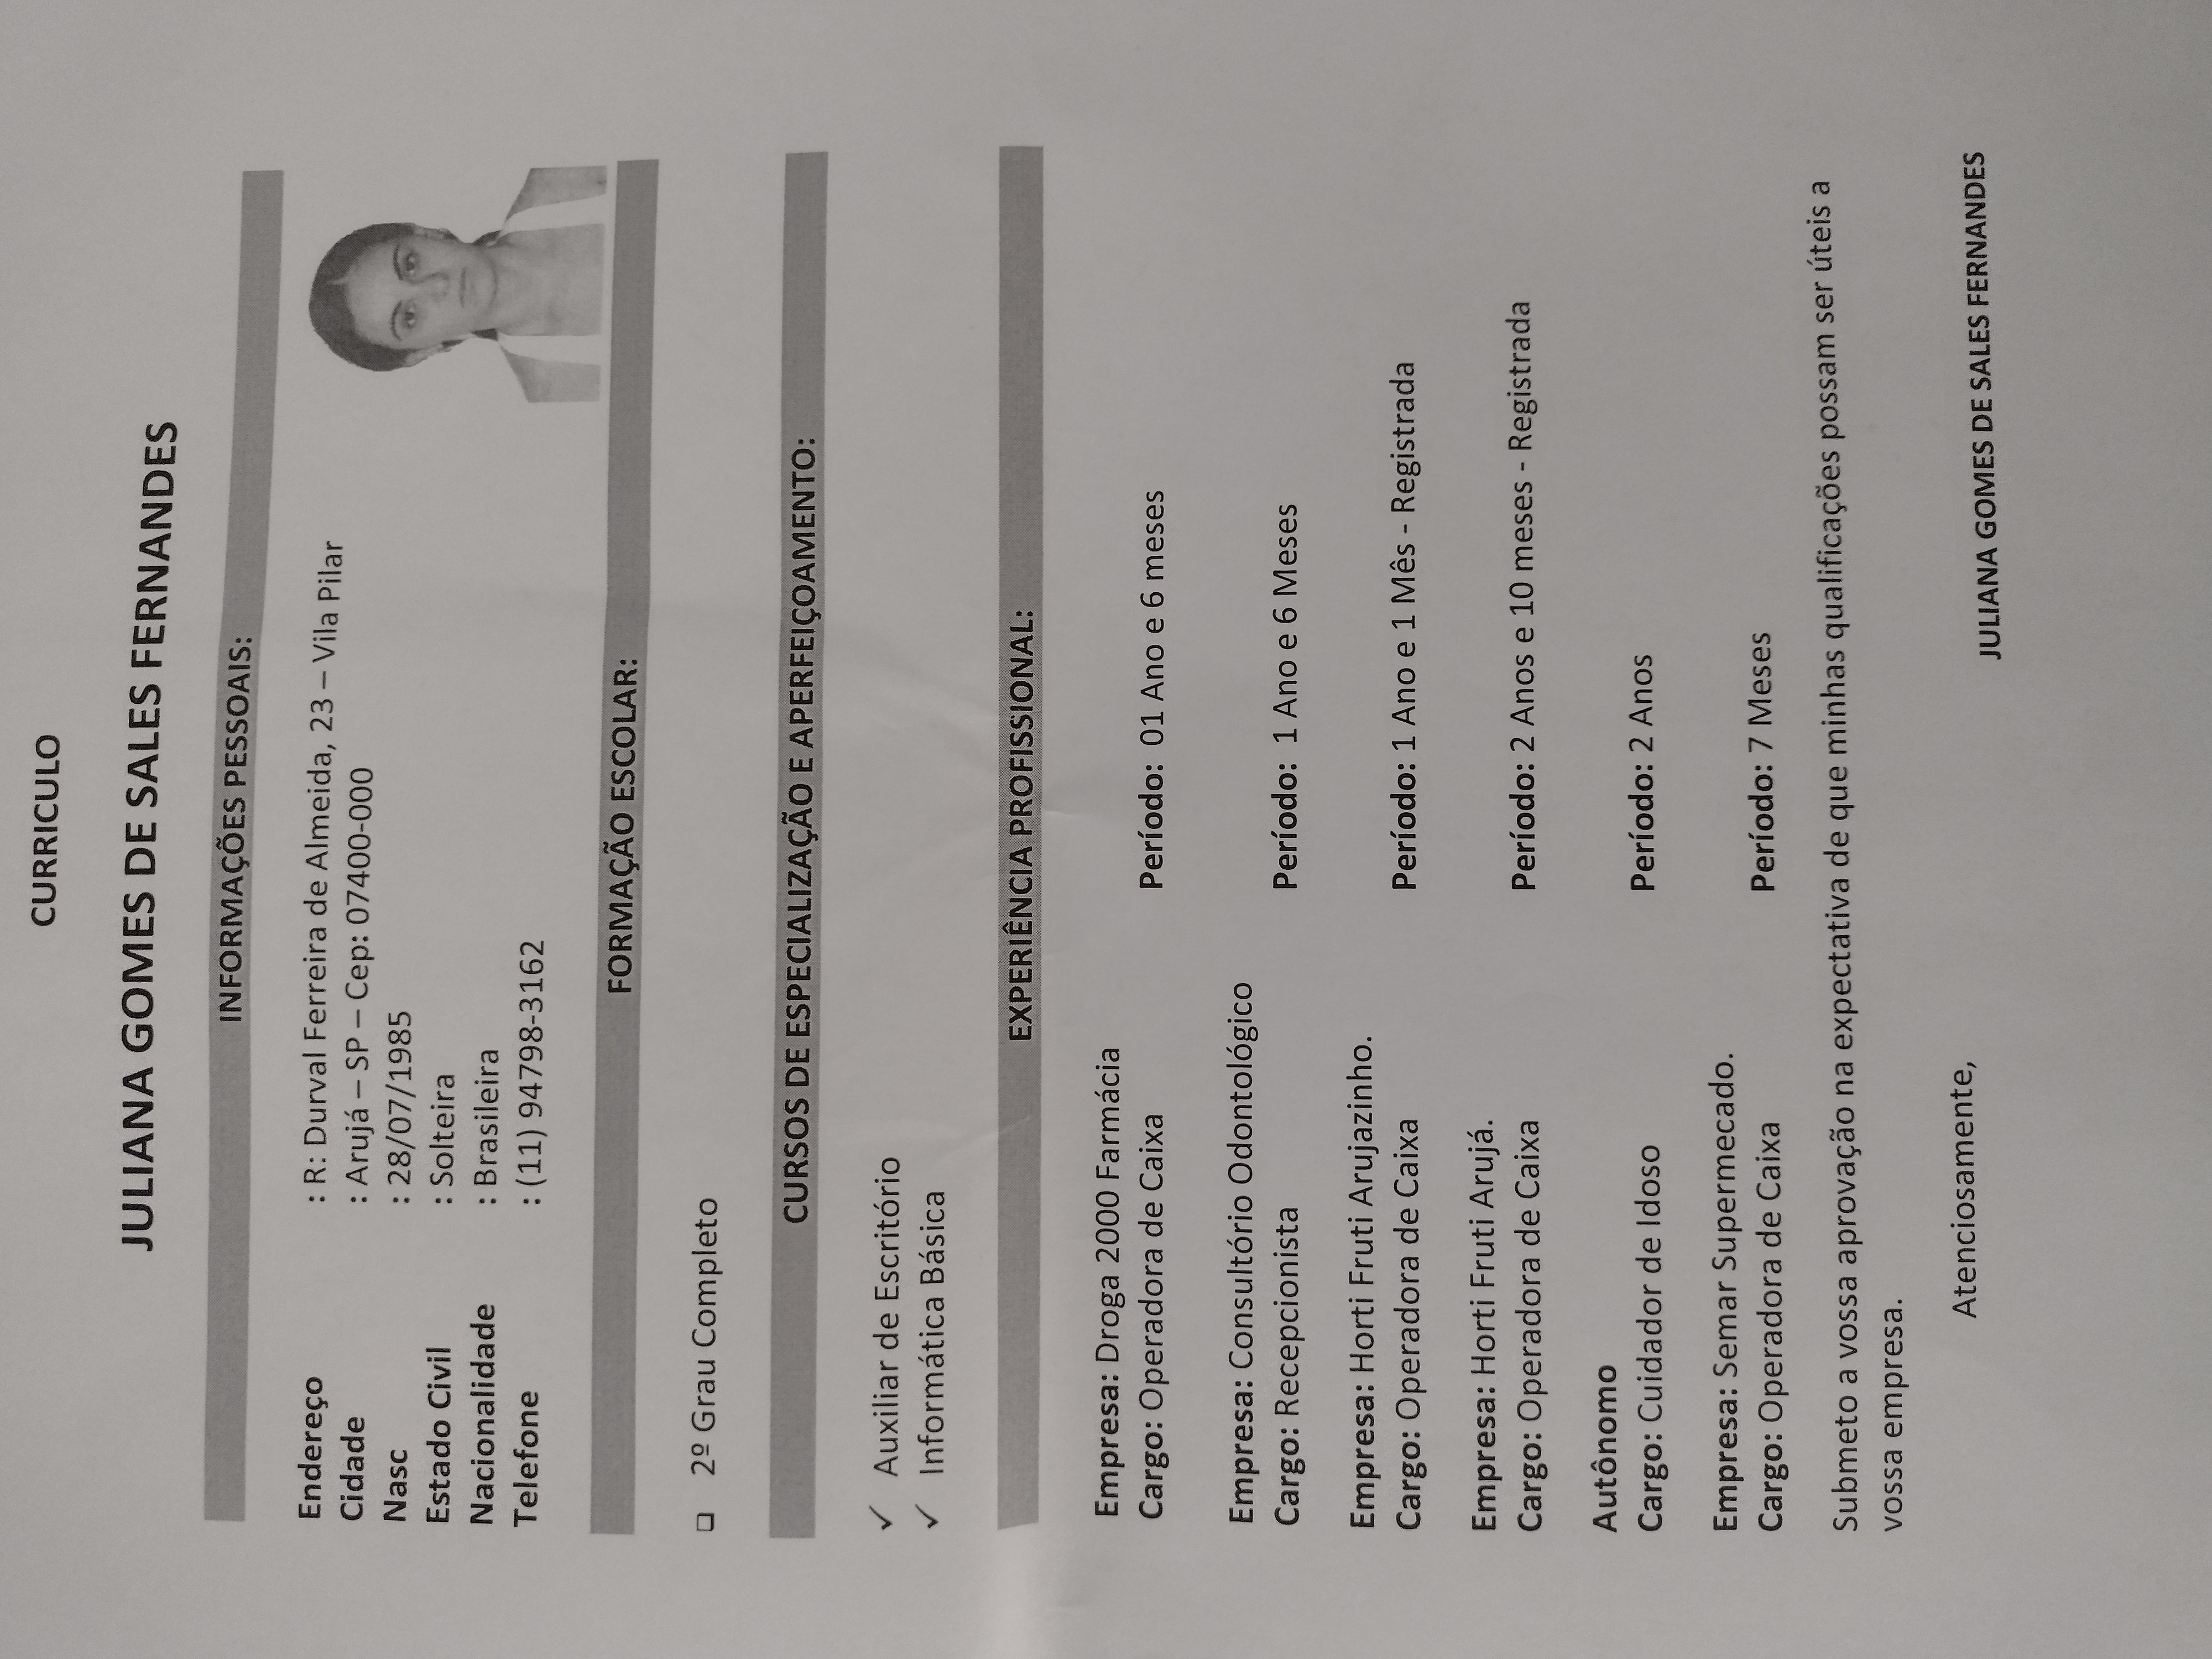 CURRICULO
JULIANA GOMES DE SALES FERNANDES
INFORMAÇÕES PESSOAIS:
Endereço : R: Durval Ferreira de Almeida, 23 – Vila Pilar
Cidade : Arujá – SP – Cep: 07400-000
Nasc : 28/07/1985
Estado Civil : Solteira
Nacionalidade : Brasileira
Telefone : (11) 94798-3162
FORMAÇÃO ESCOLAR:
❑ 2º Grau Completo
CURSOS DE ESPECIALIZAÇÃO E APERFEIÇOAMENTO:
✓ Auxiliar de Escritório
✓ Informática Básica
EXPERIÊNCIA PROFISSIONAL:
Empresa: Droga 2000 Farmácia
Cargo: Operadora de Caixa Período: 01 Ano e 6 meses
Empresa: Consultório Odontológico
Cargo: Recepcionista Período: 1 Ano e 6 Meses
Empresa: Horti Fruti Arujazinho.
Cargo: Operadora de Caixa Período: 1 Ano e 1 Mês - Registrada
Empresa: Horti Fruti Arujá.
Cargo: Operadora de Caixa Período: 2 Anos e 10 meses - Registrada
Autônomo
Cargo: Cuidador de Idoso Período: 2 Anos
Empresa: Semar Supermecado.
Cargo: Operadora de Caixa Período: 7 Meses
Submeto a vossa aprovação na expectativa de que minhas qualificações possam ser úteis a
vossa empresa.
Atenciosamente,
JULIANA GOMES DE SALES FERNANDES